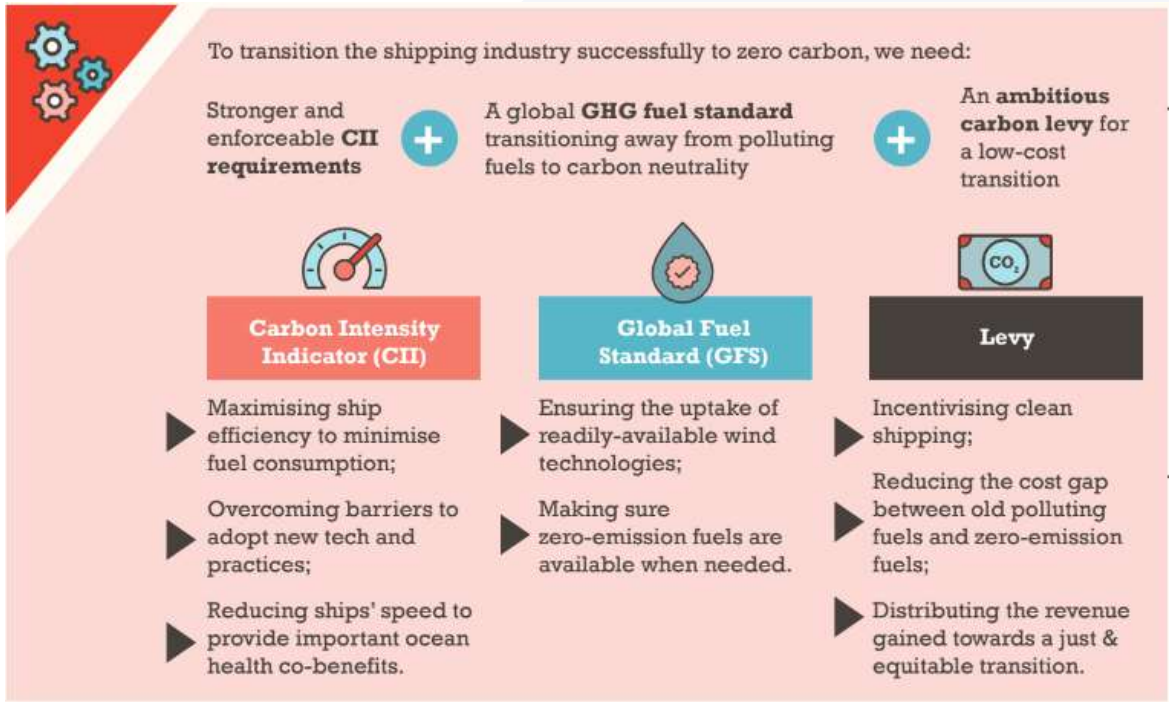 To transition the shipping industry successfully to zero carbon, we need:
Stronger and
enforceable CII
requirements
+
A global GHG fuel standard
transitioning away from polluting
fuels to carbon neutrality
+
An ambitious
carbon levy for
a low-cost
transition
CO₂
Carbon Intensity
Indicator (CII)
Maximising ship
efficiency to minimise
fuel consumption;
Overcoming barriers to
adopt new tech and
practices;
Reducing ships' speed to
provide important ocean
health co-benefits.
Global Fuel
Standard (GFS)
Ensuring the uptake of
readily-available wind
technologies;
Making sure
zero-emission fuels are
available when needed.
Levy
Incentivising clean
shipping;
Reducing the cost gap
between old polluting
fuels and zero-emission
fuels;
Distributing the revenue
gained towards a just &
equitable transition.